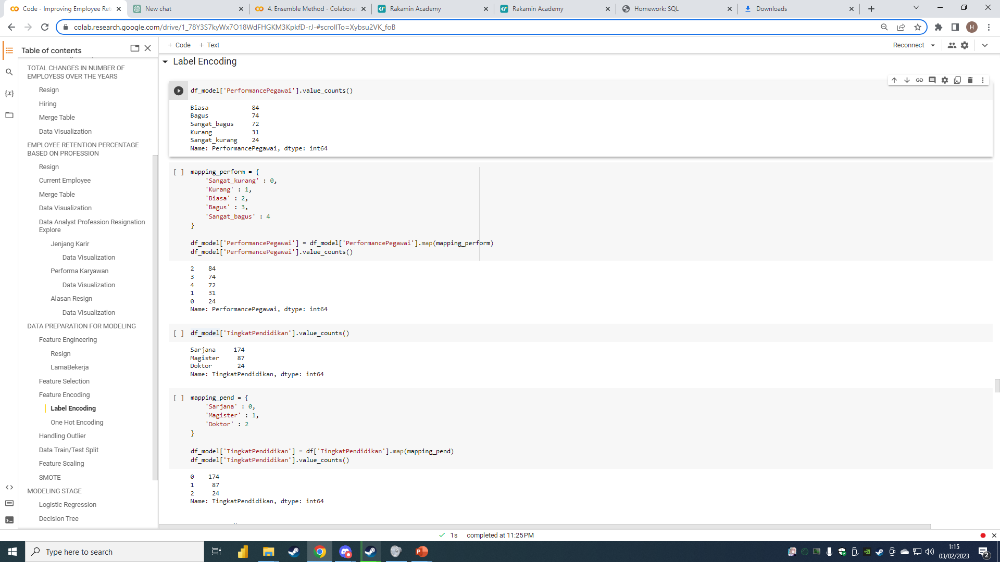 Code - Improving Employee Ret
New chat
4. Ensemble Method - Colaborat
Rakamin Academy
Rakamin Academy
Homework: SQL
Downloads
colab.research.google.com/drive/1_78Y3S7kyWx7O18WdFHGKM3KpkfD-rJ-#scrollTo=Xybsu2VK_foB
H
Table of contents
+ Code + Text
Reconnect
TOTAL CHANGES IN NUMBER OF
EMPLOYESS OVER THE YEARS
Resign
Hiring
Merge Table
Data Visualization
EMPLOYEE RETENTION PERCENTAGE
BASED ON PROFESSION
Resign
Current Employee
Merge Table
Data Visualization
Data Analyst Profession Resignation
Explore
Jenjang Karir
Data Visualization
Performa Karyawan
Data Visualization
Alasan Resign
Data Visualization
DATA PREPARATION FOR MODELING
Feature Engineering
Resign
LamaBekerja
Feature Selection
Feature Encoding
Label Encoding
One Hot Encoding
Handling Outlier
Data Train/Test Split
Feature Scaling
SMOTE
MODELING STAGE
Logistic Regression
Decision Tree
Label Encoding
df_model['PerformancePegawai'].value_counts()
Biasa 84
Bagus 74
Sangat_bagus 72
Kurang 31
Sangat_kurang 24
Name: PerformancePegawai, dtype: int64
[ ] mapping_perform = {
'Sangat_kurang' : 0,
'Kurang' : 1,
'Biasa' : 2,
'Bagus' : 3,
'Sangat_bagus' : 4
}
df_model['PerformancePegawai'] = df_model['PerformancePegawai'].map(mapping_perform)
df_model['PerformancePegawai'].value_counts()
2 84
3 74
4 72
1 31
0 24
Name: PerformancePegawai, dtype: int64
[ ] df_model['TingkatPendidikan'].value_counts()
Sarjana 174
Magister 87
Doktor 24
Name: TingkatPendidikan, dtype: int64
[ ] mapping_pend = {
'Sarjana' : 0,
'Magister' : 1,
'Doktor' : 2
}
df_model['TingkatPendidikan'] = df['TingkatPendidikan'].map(mapping_pend)
df_model['TingkatPendidikan'].value_counts()
0 174
1 87
2 24
Name: TingkatPendidikan, dtype: int64
1s completed at 11:25 PM
Type here to search
1:15
03/02/2023
2